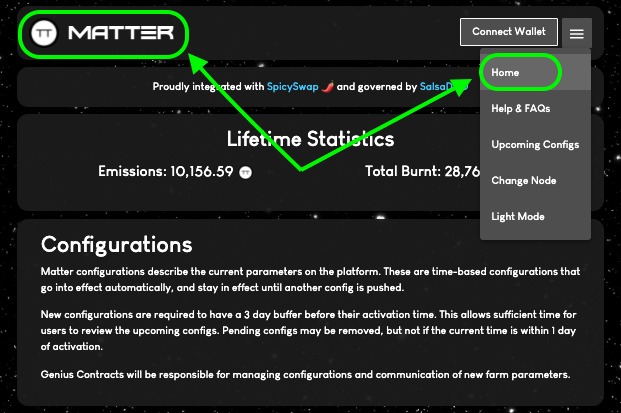 MATTER
Connect Wallet
Home
Help & FAQs
Upcoming Configs
Change Node
Light Mode
Proudly integrated with SpicySwap 🌶️ and governed by
Lifetime Statistics
Emissions: 10,156.59
Total Burnt: 28,76
Configurations
Matter configurations describe the current parameters on the platform. These are time-based configurations that
go into effect automatically, and stay in effect until another config is pushed.
New configurations are required to have a 3 day buffer before their activation time. This allows sufficient time for
users to review the upcoming configs. Pending configs may be removed, but not if the current time is within 1 day
of activation.
Genius Contracts will be responsible for managing configurations and communication of new farm parameters.